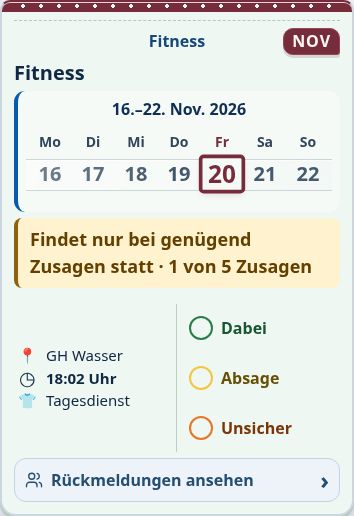 Fitness
NOV
Fitness
16.–22. Nov. 2026
Mo Di Mi Do Fr Sa So
16 17 18 19 20 21 22
Findet nur bei genügend
Zusagen statt · 1 von 5 Zusagen
Dabei
GH Wasser
18:02 Uhr
Absage
Tagesdienst
Unsicher
Rückmeldungen ansehen ›